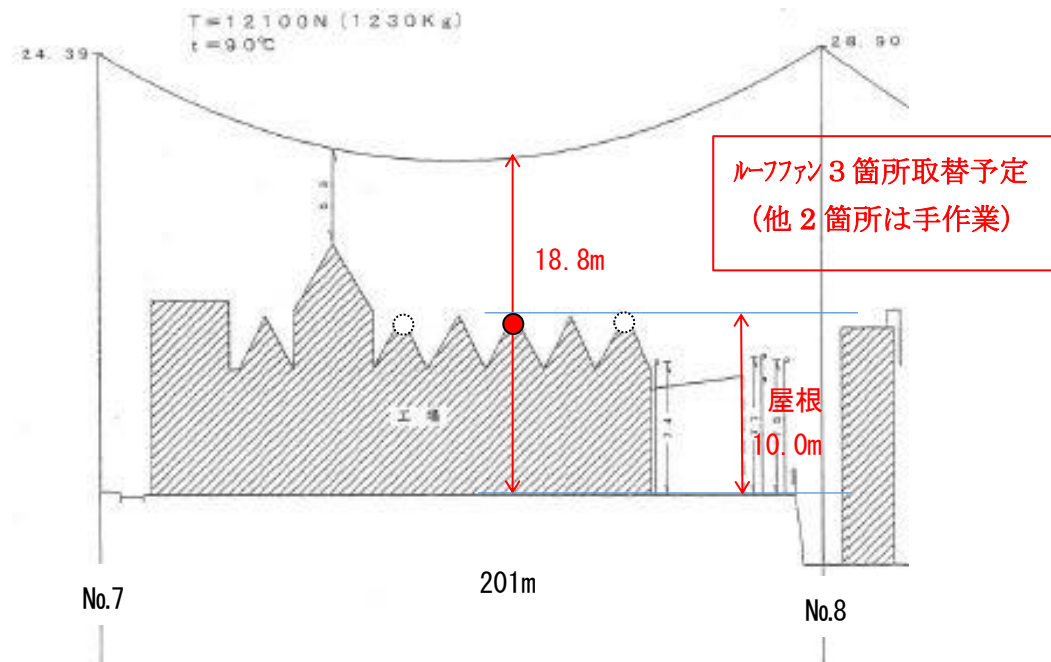 T=12100N (1230Kg)
t=90℃
24.39
28.90
ルーフファン3箇所取替予定
(他2箇所は手作業)
18.8m
屋根
10.0m
工場
201m
No.7
No.8